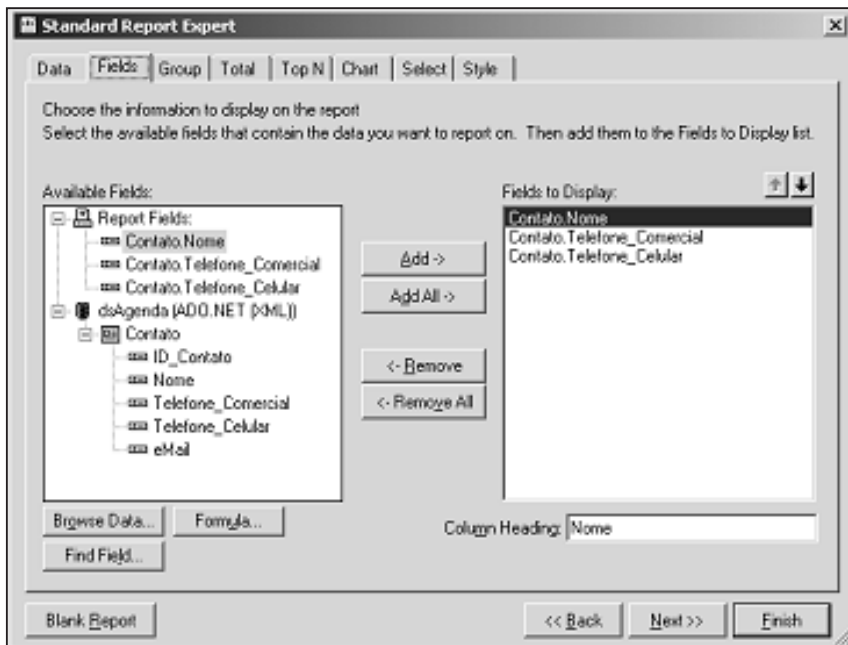 Standard Report Expert
Data Fields Group Total Top N Chart Select Style
Choose the information to display on the report
Select the available fields that contain the data you want to report on. Then add them to the Fields to Display list.
Available Fields:
Report Fields:
Contato.Nome
Contato.Telefone_Comercial
Contato.Telefone_Celular
dsAgenda (ADO.NET (XML))
Contato
ID_Contato
Nome
Telefone_Comercial
Telefone_Celular
eMail
Browse Data... Formula...
Find Field...
Add ->
Add All ->
<- Remove
<- Remove All
Fields to Display:
Contato.Nome
Contato.Telefone_Comercial
Contato.Telefone_Celular
Column Heading: Nome
Blank Report << Back Next >> Finish